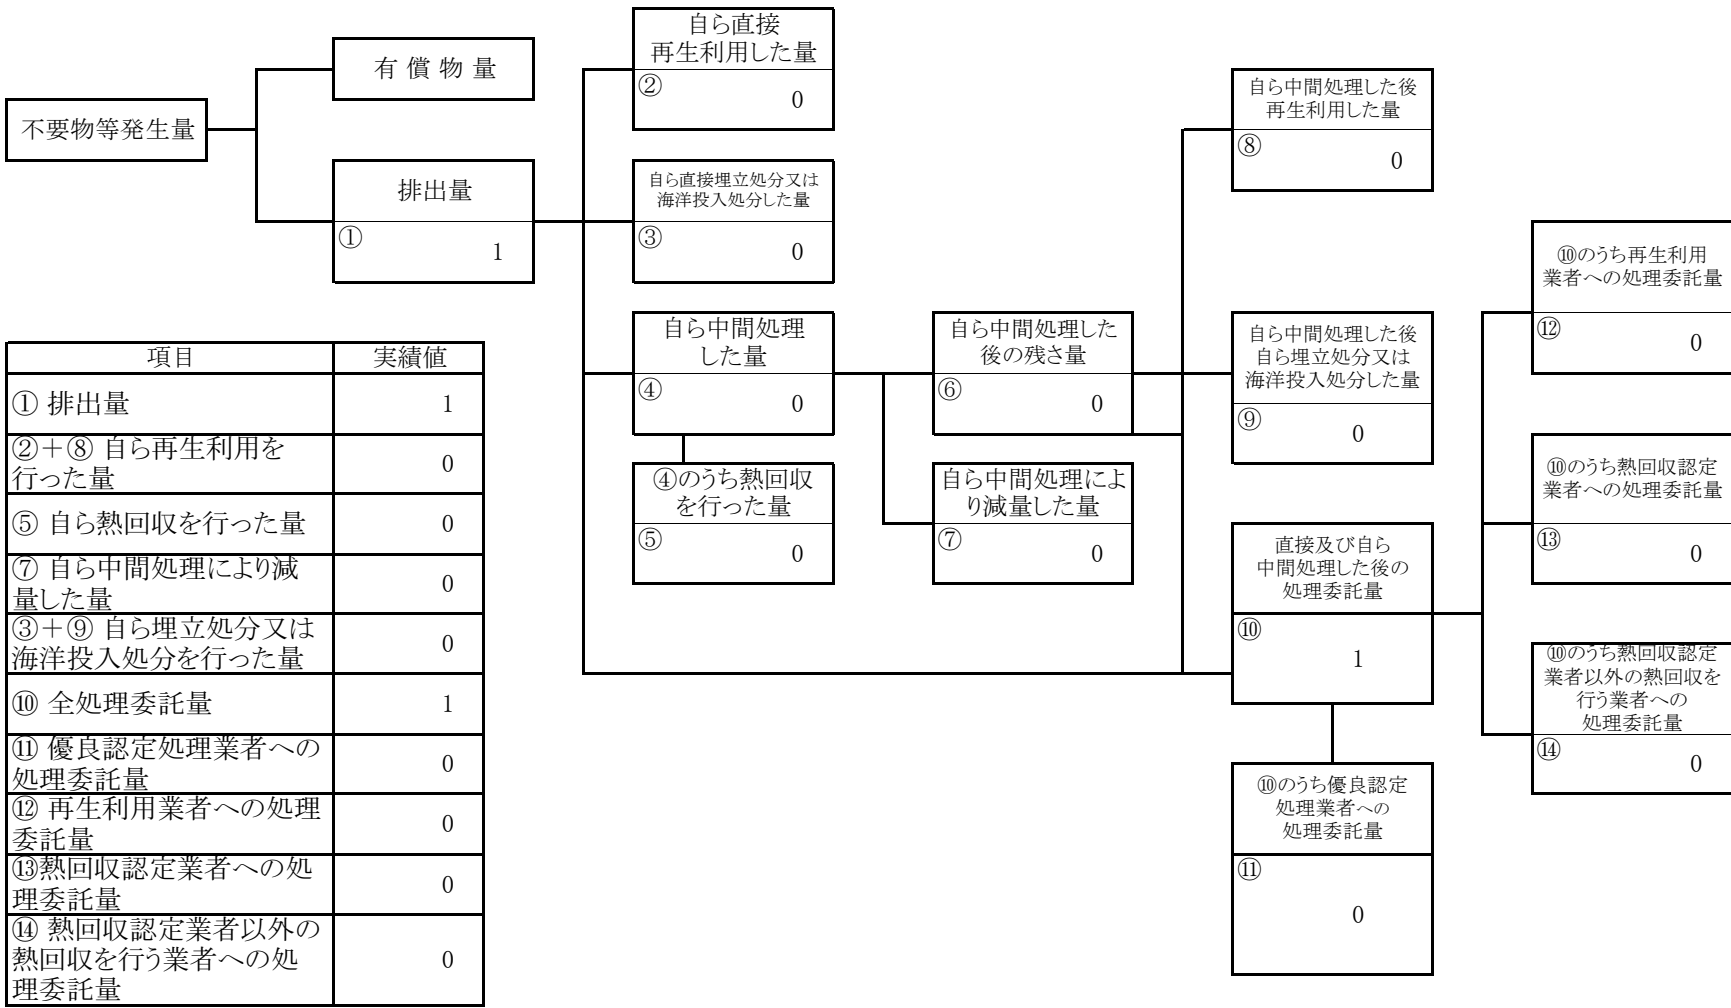 不要物等発生量
有 償 物 量
排出量
①
1
自ら直接
再生利用した量
②
0
自ら直接埋立処分又は
海洋投入処分した量
③
0
自ら中間処理
した量
④
0
④のうち熱回収
を行った量
⑤
0
自ら中間処理した
後の残さ量
⑥
0
自ら中間処理によ
り減量した量
⑦
0
自ら中間処理した後
再生利用した量
⑧
0
自ら中間処理した後
自ら埋立処分又は
海洋投入処分した量
⑨
0
直接及び自ら
中間処理した後の
処理委託量
⑩
1
⑩のうち優良認定
処理業者への
処理委託量
⑪
0
⑩のうち再生利用
業者への処理委託量
⑫
0
⑩のうち熱回収認定
業者への処理委託量
⑬
0
⑩のうち熱回収認定
業者以外の熱回収を
行う業者への
処理委託量
⑭
0
項目 実績値
① 排出量 1
②＋⑧ 自ら再生利用を
行った量 0
⑤ 自ら熱回収を行った量 0
⑦ 自ら中間処理により減
量した量 0
③＋⑨ 自ら埋立処分又は
海洋投入処分を行った量 0
⑩ 全処理委託量 1
⑪ 優良認定処理業者への
処理委託量 0
⑫ 再生利用業者への処理
委託量 0
⑬熱回収認定業者への処
理委託量 0
⑭ 熱回収認定業者以外の
熱回収を行う業者への処 0
理委託量